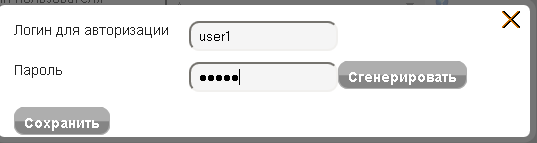 Логин для авторизации user1
Пароль ●●●●● Сгенерировать
Сохранить